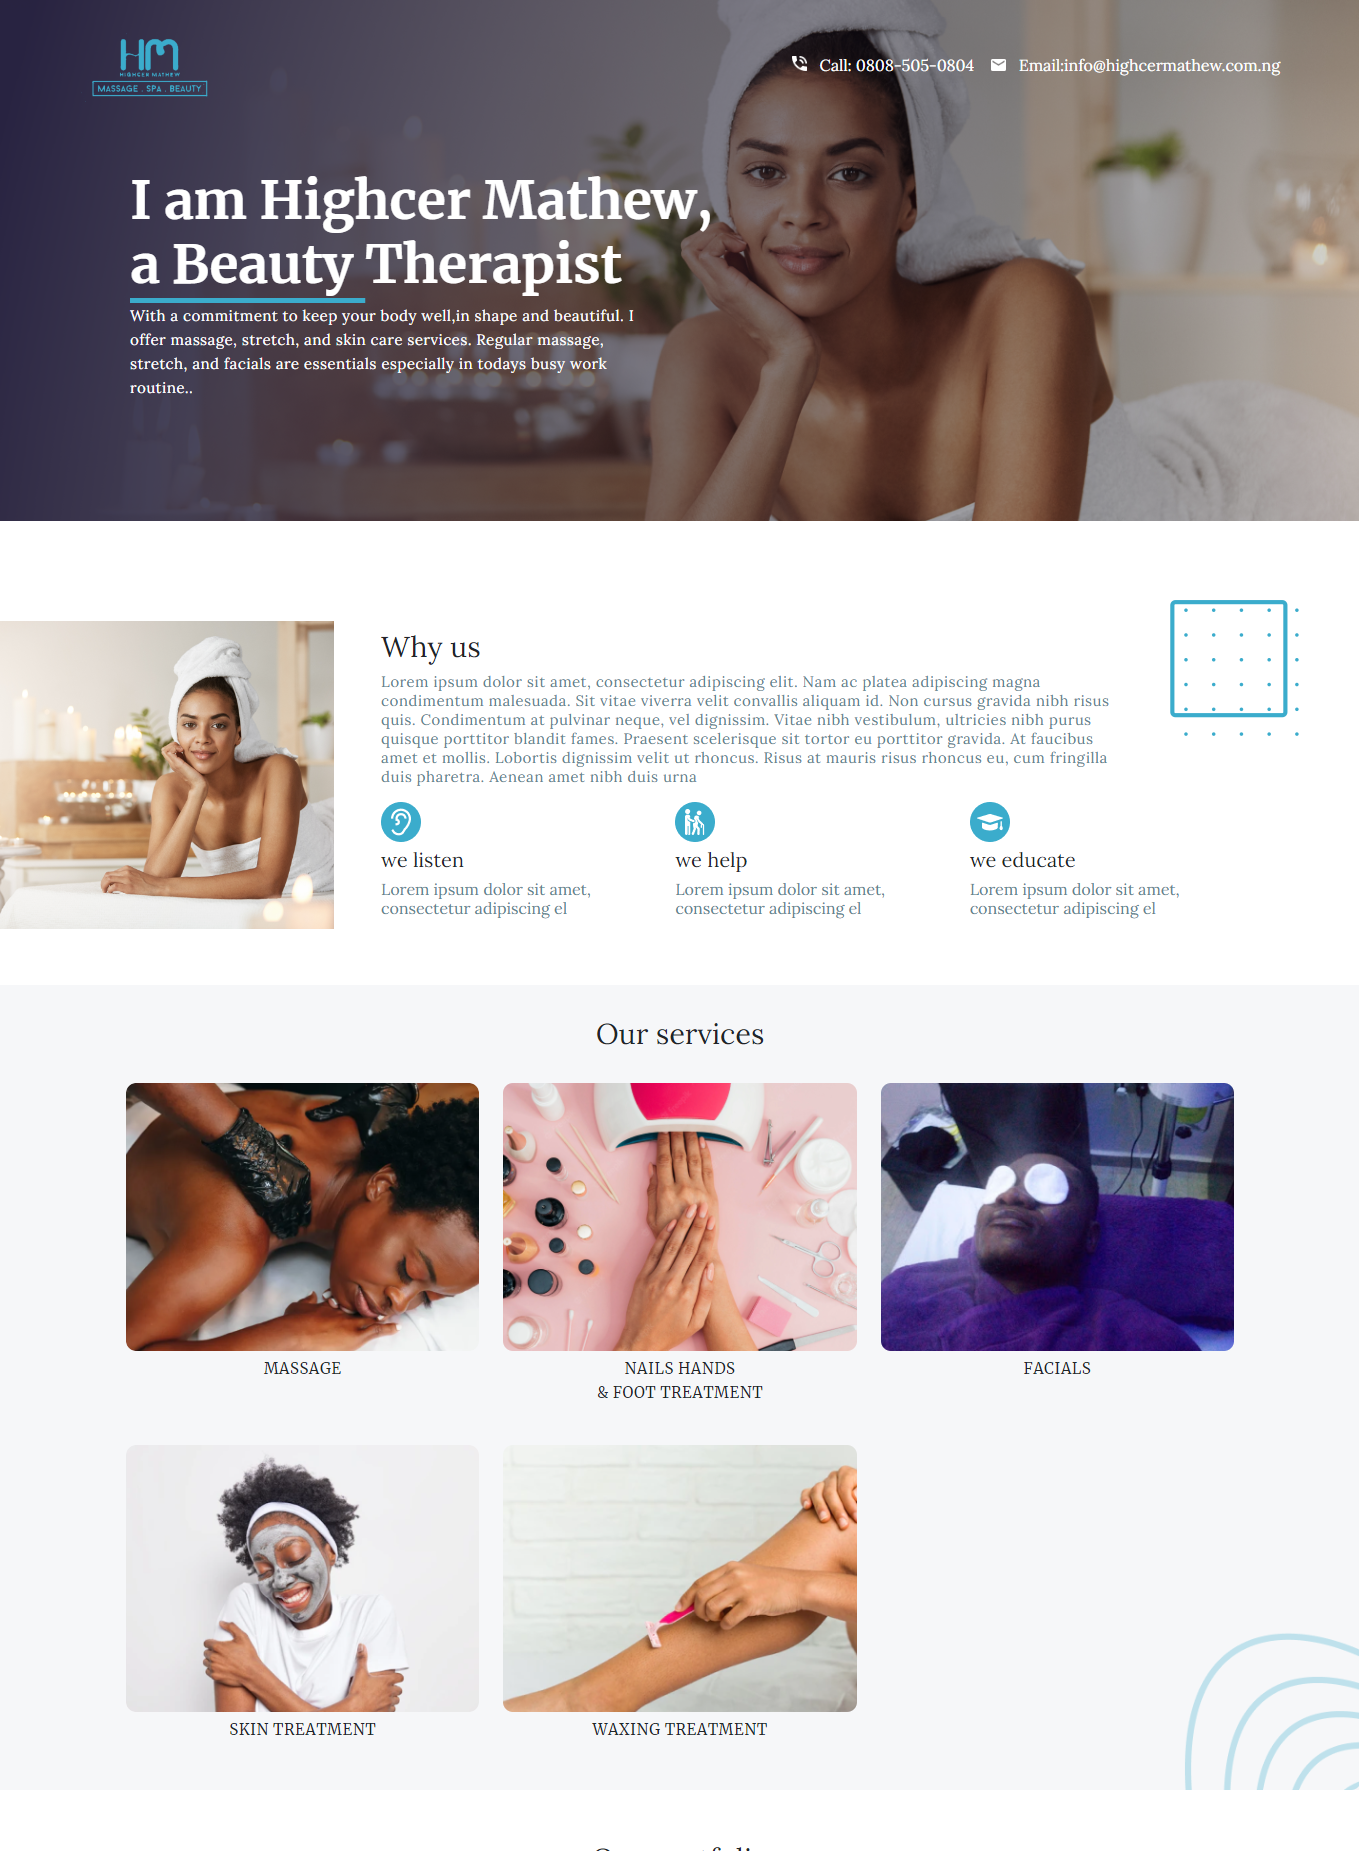 HM
HIGHCER MATHEW
MASSAGE . SPA . BEAUTY
Call: 0808-505-0804
Email:info@highcermathew.com.ng
I am Highcer Mathew,
a Beauty Therapist
With a commitment to keep your body well,in shape and beautiful. I
offer massage, stretch, and skin care services. Regular massage,
stretch, and facials are essentials especially in todays busy work
routine..
Why us
Lorem ipsum dolor sit amet, consectetur adipiscing elit. Nam ac platea adipiscing magna
condimentum malesuada. Sit vitae viverra velit convallis aliquam id. Non cursus gravida nibh risus
quis. Condimentum at pulvinar neque, vel dignissim. Vitae nibh vestibulum, ultricies nibh purus
quisque porttitor blandit fames. Praesent scelerisque sit tortor eu porttitor gravida. At faucibus
amet et mollis. Lobortis dignissim velit ut rhoncus. Risus at mauris risus rhoncus eu, cum fringilla
duis pharetra. Aenean amet nibh duis urna
we listen
Lorem ipsum dolor sit amet,
consectetur adipiscing el
we help
Lorem ipsum dolor sit amet,
consectetur adipiscing el
we educate
Lorem ipsum dolor sit amet,
consectetur adipiscing el
Our services
MASSAGE
NAILS HANDS
& FOOT TREATMENT
FACIALS
SKIN TREATMENT
WAXING TREATMENT